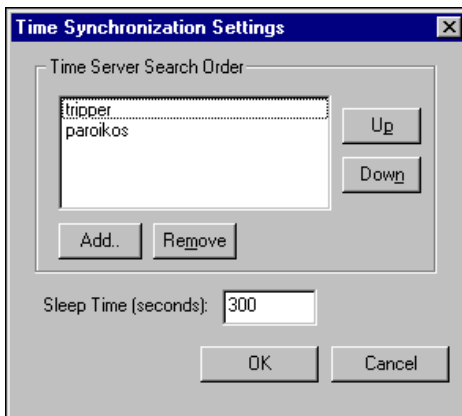 Time Synchronization Settings
Time Server Search Order
tripper
paroikos
Up
Down
Add..
Remove
Sleep Time (seconds):
300
OK
Cancel